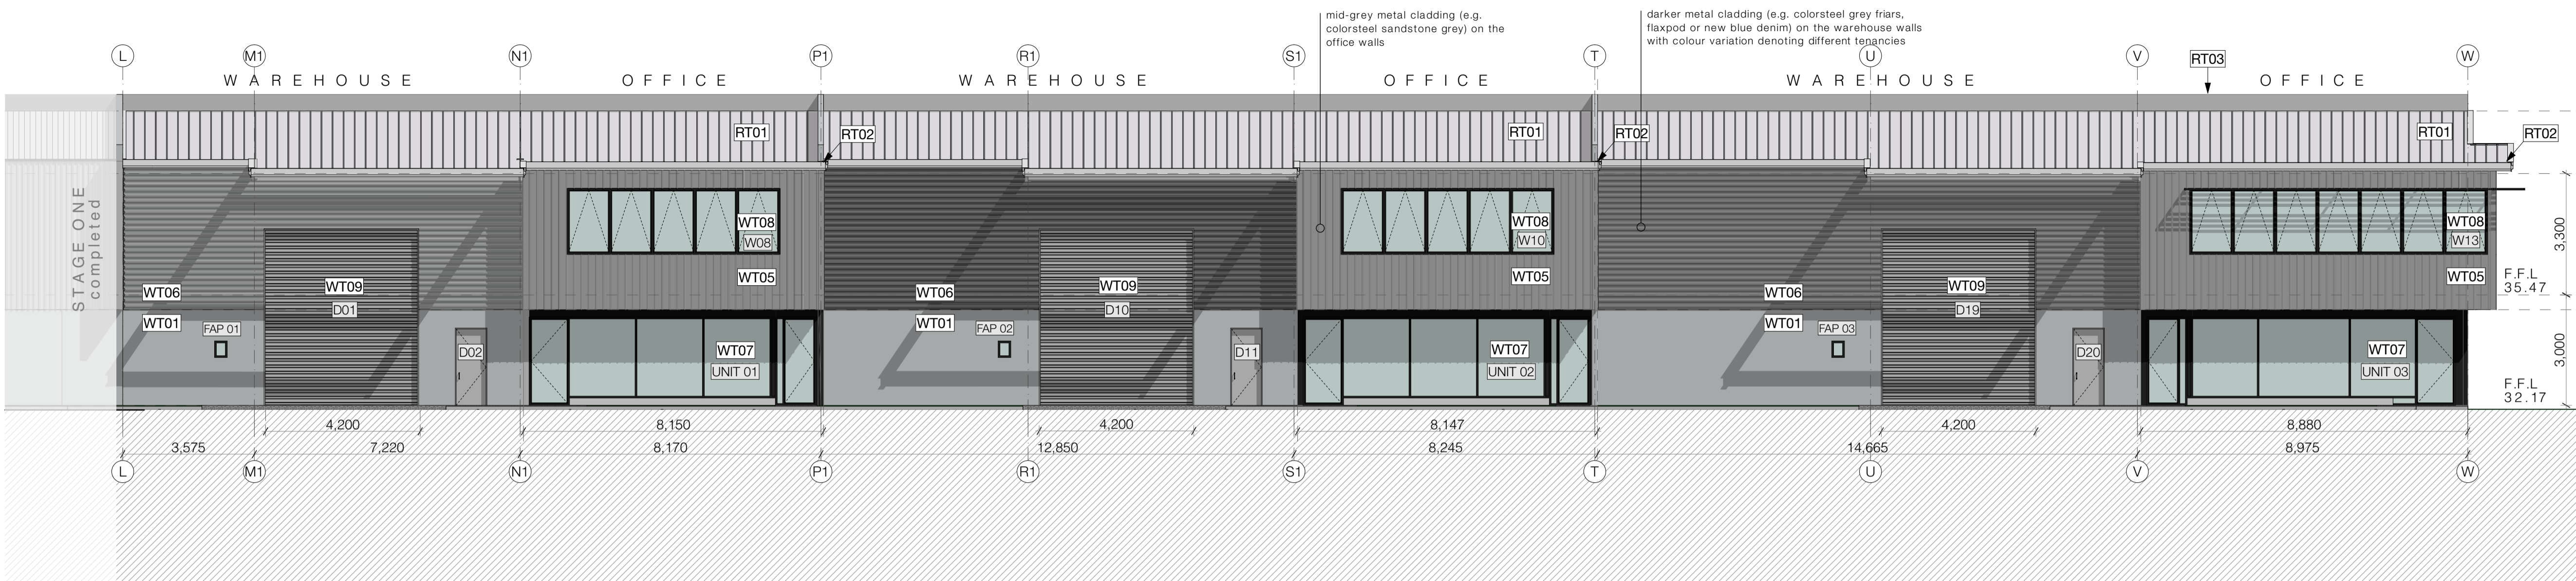 mid-grey metal cladding (e.g.
colorsteel sandstone grey) on the
office walls
darker metal cladding (e.g. colorsteel grey friars,
flaxpod or new blue denim) on the warehouse walls
with colour variation denoting different tenancies
L M1 N1 P1 R1 S1 T U V W
RT03
WAREHOUSE OFFICE WAREHOUSE OFFICE WAREHOUSE OFFICE
RT01 RT02 RT01 RT02 RT01 RT02
STAGE ONE
completed
WT08 WT08 WT08
W08 W10 W13
WT05 WT05 WT05
3,300
F.F.L
35.47
WT06 WT09 WT06 WT09 WT06 WT09
D01 D10 D19
WT01 FAP 01 WT01 FAP 02 WT01 FAP 03
D02 WT07 D11 WT07 D20 WT07
UNIT 01 UNIT 02 UNIT 03
3,000
F.F.L
32.17
4,200 8,150 4,200 8,147 4,200 8,880
3,575 7,220 8,170 12,850 8,245 14,665 8,975
L M1 N1 P1 R1 S1 T U V W